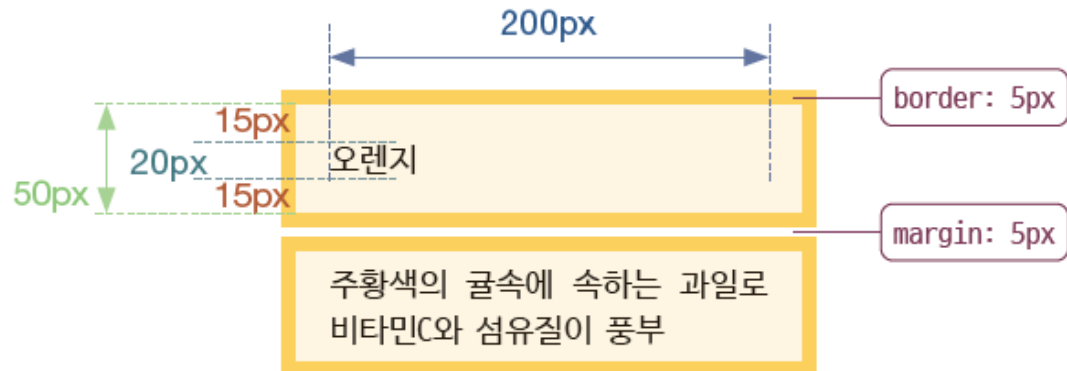 200px
border: 5px
15px
20px
오렌지
50px
15px
margin: 5px
주황색의 귤속에 속하는 과일로
비타민C와 섬유질이 풍부